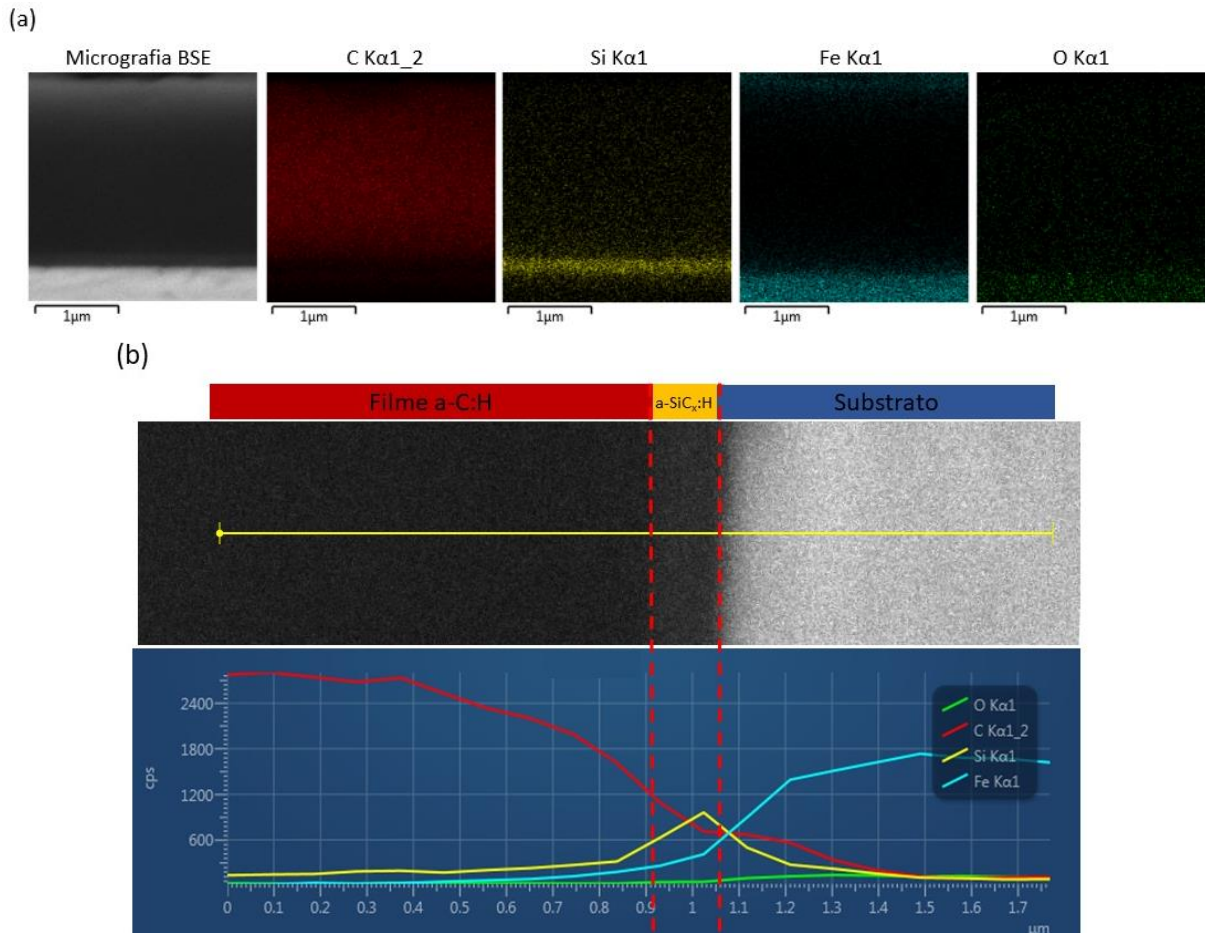 (a)
Micrografia BSE
C Kα1_2
Si Kα1
Fe Kα1
O Kα1
1μm
1μm
1μm
1μm
1μm
(b)
Filme a-C:H
a-SiCₓ:H
Substrato
2400
1800
1200
600
cps
O Kα1
C Kα1_2
Si Kα1
Fe Kα1
0 0.1 0.2 0.3 0.4 0.5 0.6 0.7 0.8 0.9 1 1.1 1.2 1.3 1.4 1.5 1.6 1.7
μm